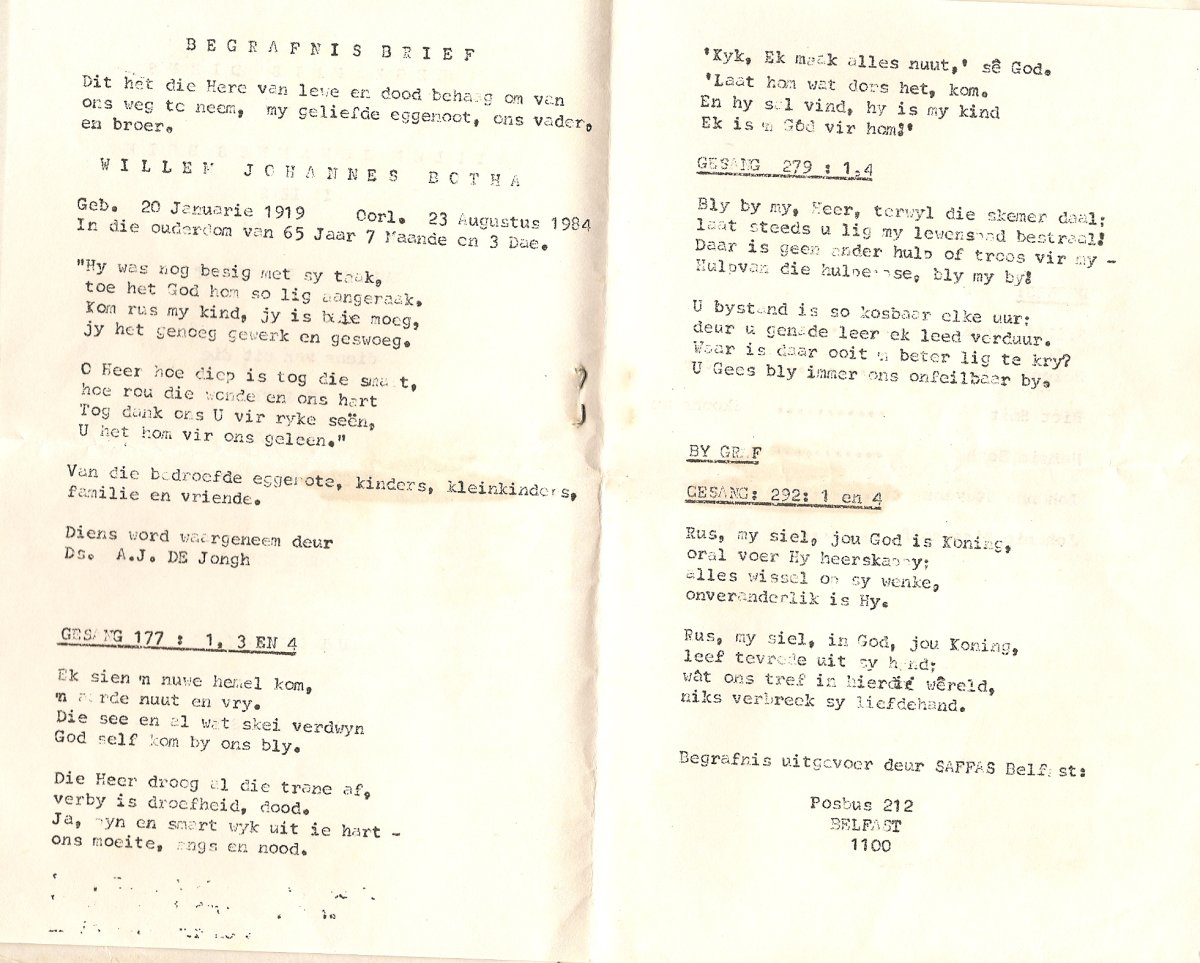 BEGRAFNISBRIEF
Dit het die Here van lewe en dood behaag om van
ons weg te neem, my geliefde eggenoot, ons vader,
en broer.
WILLEM JOHANNES BOTHA
Geb. 20 Januarie 1919 Oorl. 23 Augustus 1984
In die ouderdom van 65 Jaar 7 Maande en 3 Dae.
"Hy was nog besig met sy taak,
toe het God hom so lig aangeraak.
Kom rus my kind, jy is baie moeg,
jy het genoeg gewerk en geswoeg.
O Heer hoe diep is tog die smart,
hoe rou die wonde en ons hart
Tog dank ons U vir ryke seën,
U het hom vir ons geleen."
Van die bedroefde eggenote, kinders, kleinkinders,
familie en vriende.
Diens word waargeneem deur
Ds. A.J. DE Jongh
GESANG 177 : 1, 3 EN 4
Ek sien 'n nuwe hemel kom,
'n aarde nuut en vry.
Die see en al wat skei verdwyn
God self kom by ons bly.
Die Heer droog al die trane af,
verby is droefheid, dood.
Ja, pyn en smart wyk uit ie hart -
ons moeite, angs en nood.
'Kyk, Ek maak alles nuut,' sê God.
'Laat hom wat dors het, kom.
En hy sal vind, hy is my kind
Ek is 'n Gód vir hom!'
GESANG 279 : 1,4
Bly by my, Heer, terwyl die skemer daal;
laat steeds u lig my lewenspad bestraal!
Daar is geen ander hulp of troos vir my -
Hulpvan die hulpelose, bly my by!
U bystand is so kosbaar elke uur:
deur u genade leer ek leed verduur.
Waar is daar ooit 'n beter lig te kry?
U Gees bly immer ons onfeilbaar by.
BY GRAF
GESANG: 292: 1 en 4
Rus, my siel, jou God is Koning,
oral voer Hy heerskappy;
alles wissel op sy wenke,
onveranderlik is Hy.
Rus, my siel, in God, jou Koning,
leef tevrede uit sy hand;
wât ons tref in hierdie wêreld,
niks verbreek sy liefdehand.
Begrafnis uitgevoer deur SAFFAS Belfast:
Posbus 212
BELFAST
1100